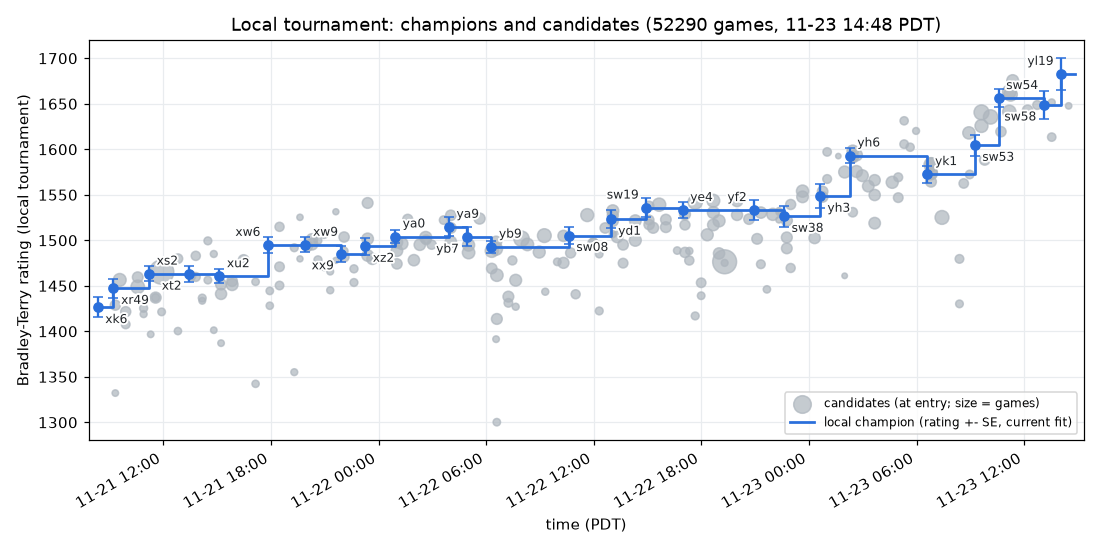 Local tournament: champions and candidates (52290 games, 11-23 14:48 PDT)
Bradley-Terry rating (local tournament)
1700
1650
1600
1550
1500
1450
1400
1350
1300
xk6
xr49
xs2
xt2
xu2
xw6
xw9
xx9
xz2
ya0
ya9
yb7
yb9
sw08
yd1
sw19
ye4
yf2
sw38
yh3
yh6
yk1
sw53
sw54
sw58
yl19
candidates (at entry; size = games)
local champion (rating +- SE, current fit)
11-21 12:00
11-21 18:00
11-22 00:00
11-22 06:00
11-22 12:00
11-22 18:00
11-23 00:00
11-23 06:00
11-23 12:00
time (PDT)